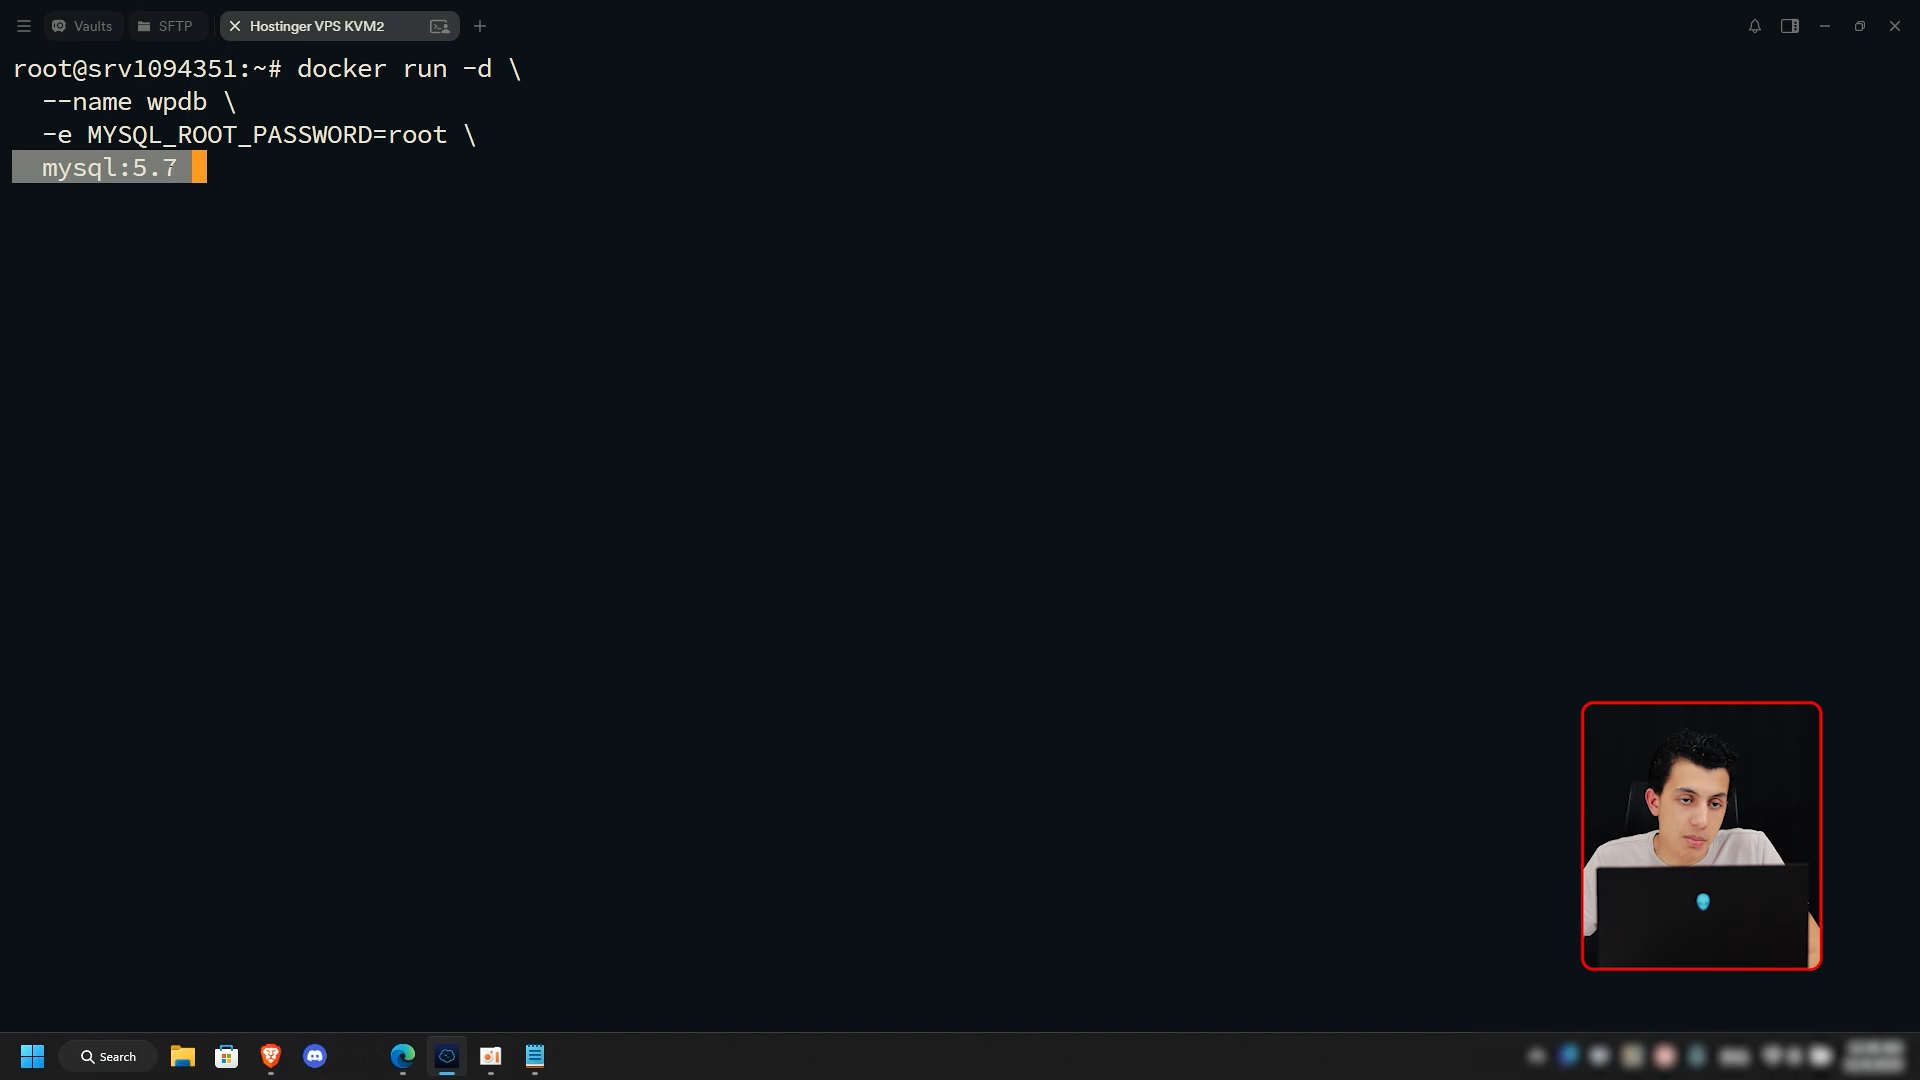 Vaults
SFTP
Hostinger VPS KVM2
root@srv1094351:~# docker run -d \
--name wpdb \
-e MYSQL_ROOT_PASSWORD=root \
mysql:5.7
Search